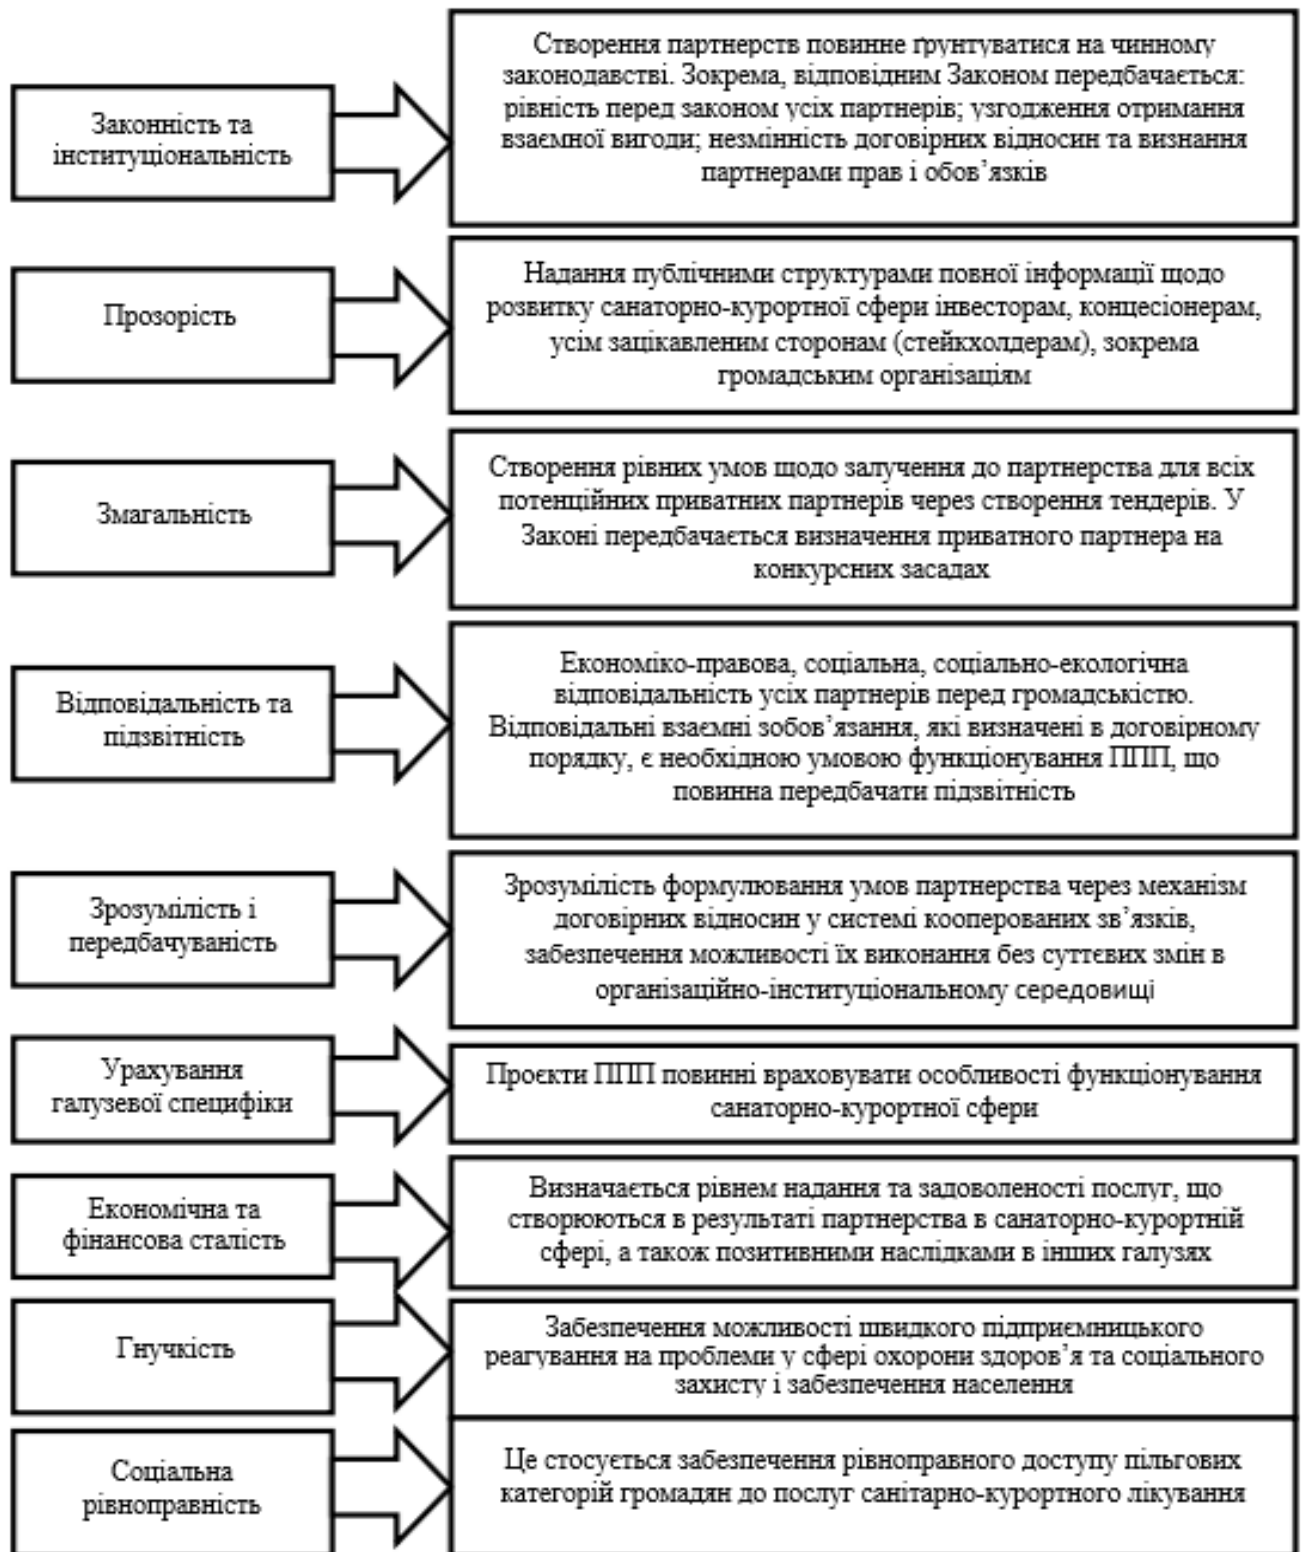 Законність та
інституціональність
Створення партнерств повинне ґрунтуватися на чинному
законодавстві. Зокрема, відповідним Законом передбачається:
рівність перед законом усіх партнерів; узгодження отримання
взаємної вигоди; незмінність договірних відносин та визнання
партнерами прав і обов’язків
Прозорість
Надання публічними структурами повної інформації щодо
розвитку санаторно-курортної сфери інвесторам, концесіонерам,
усім зацікавленим сторонам (стейкхолдерам), зокрема
громадським організаціям
Змагальність
Створення рівних умов щодо залучення до партнерства для всіх
потенційних приватних партнерів через створення тендерів. У
Законі передбачається визначення приватного партнера на
конкурсних засадах
Відповідальність та
підзвітність
Економіко-правова, соціальна, соціально-екологічна
відповідальність усіх партнерів перед громадськістю.
Відповідальні взаємні зобов’язання, які визначені в договірному
порядку, є необхідною умовою функціонування ППП, що
повинна передбачати підзвітність
Зрозумілість і
передбачуваність
Зрозумілість формулювання умов партнерства через механізм
договірних відносин у системі кооперованих зв’язків,
забезпечення можливості їх виконання без суттєвих змін в
організаційно-інституціональному середовищі
Урахування
галузевої специфіки
Проєкти ППП повинні враховувати особливості функціонування
санаторно-курортної сфери
Економічна та
фінансова сталість
Визначається рівнем надання та задоволеності послуг, що
створюються в результаті партнерства в санаторно-курортній
сфері, а також позитивними наслідками в інших галузях
Гнучкість
Забезпечення можливості швидкого підприємницького
реагування на проблеми у сфері охорони здоров’я та соціального
захисту і забезпечення населення
Соціальна
рівноправність
Це стосується забезпечення рівноправного доступу пільгових
категорій громадян до послуг санітарно-курортного лікування